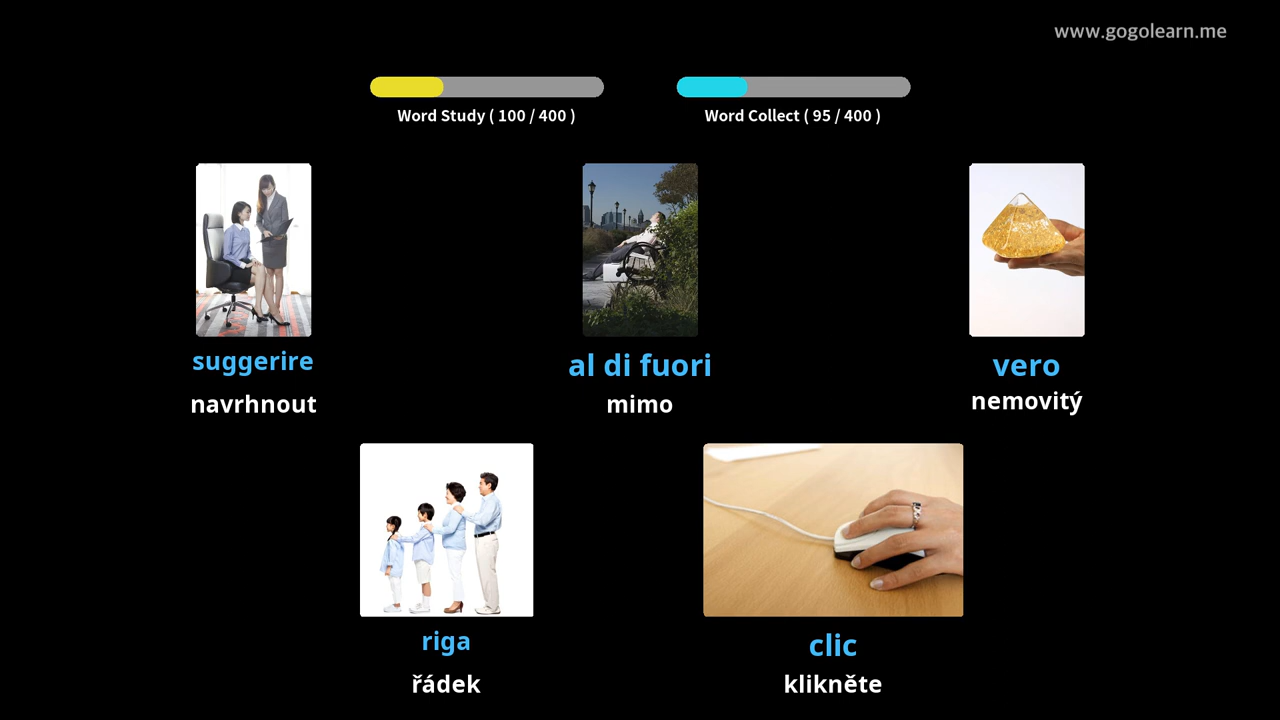 www.gogolearn.me
Word Study ( 100 / 400 )
Word Collect ( 95 / 400 )
suggerire
navrhnout
al di fuori
mimo
vero
nemovitý
riga
řádek
clic
klikněte